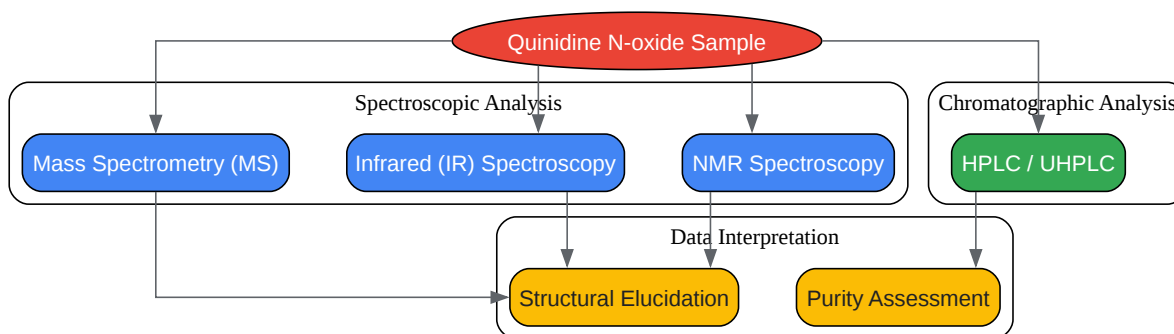 Quinidine N-oxide Sample
Spectroscopic Analysis
Chromatographic Analysis
Mass Spectrometry (MS)
Infrared (IR) Spectroscopy
NMR Spectroscopy
HPLC / UHPLC
Data Interpretation
Structural Elucidation
Purity Assessment